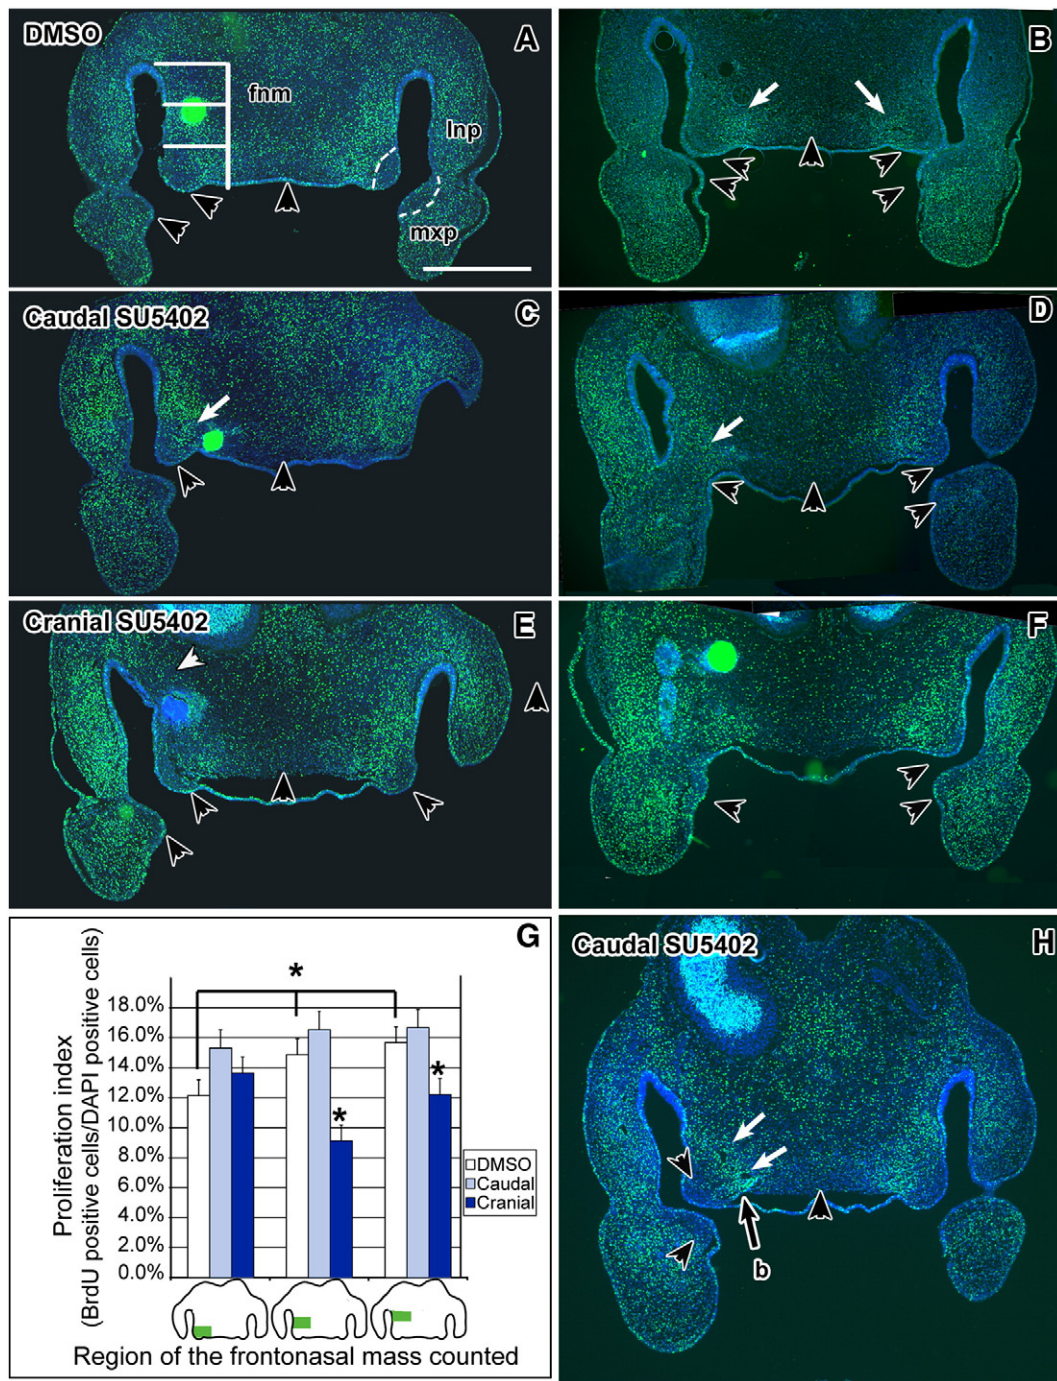 DMSO
A
fnm
lnp
mxp
B
Caudal SU5402
C
D
Cranial SU5402
E
F
G
*
18.0%
16.0%
14.0%
12.0%
10.0%
8.0%
6.0%
4.0%
2.0%
0.0%
*
*
DMSO
Caudal
Cranial
Proliferation index
(BrdU positive cells/DAPI positive cells)
Region of the frontonasal mass counted
Caudal SU5402
H
b